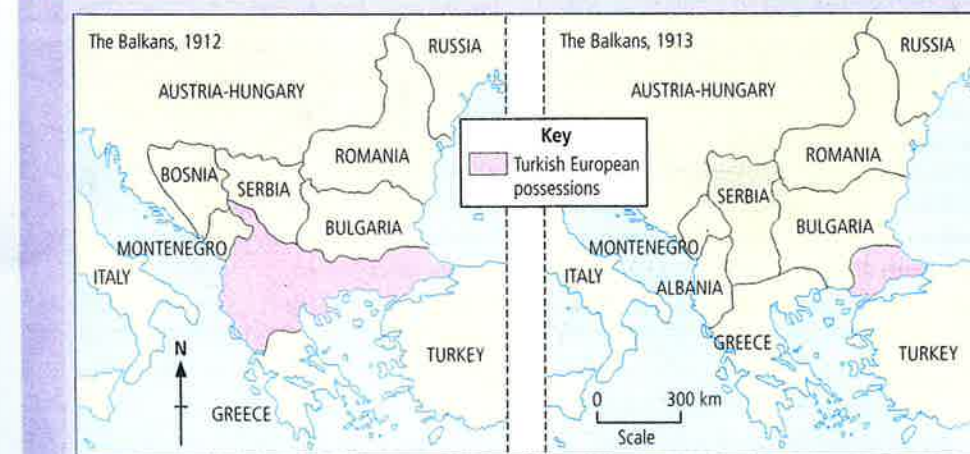 The Balkans, 1912
RUSSIA
AUSTRIA-HUNGARY
ROMANIA
BOSNIA
SERBIA
BULGARIA
MONTENEGRO
ITALY
TURKEY
N
GREECE
Key
Turkish European
possessions
The Balkans, 1913
RUSSIA
AUSTRIA-HUNGARY
ROMANIA
SERBIA
BULGARIA
MONTENEGRO
ITALY
ALBANIA
GREECE
TURKEY
0 300 km
Scale